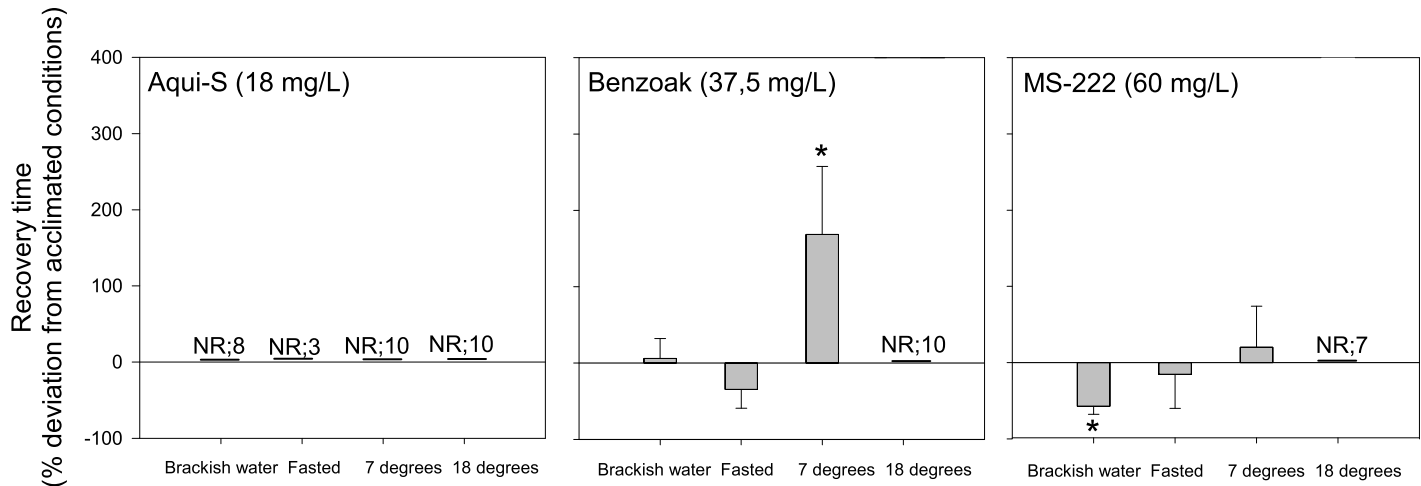 Recovery time
(% deviation from acclimated conditions)
400
300
200
100
0
-100
Aqui-S (18 mg/L)
NR;8 NR;3 NR;10 NR;10
Brackish water Fasted 7 degrees 18 degrees
Benzoak (37,5 mg/L)
*
NR;10
Brackish water Fasted 7 degrees 18 degrees
MS-222 (60 mg/L)
NR;7
*
Brackish water Fasted 7 degrees 18 degrees